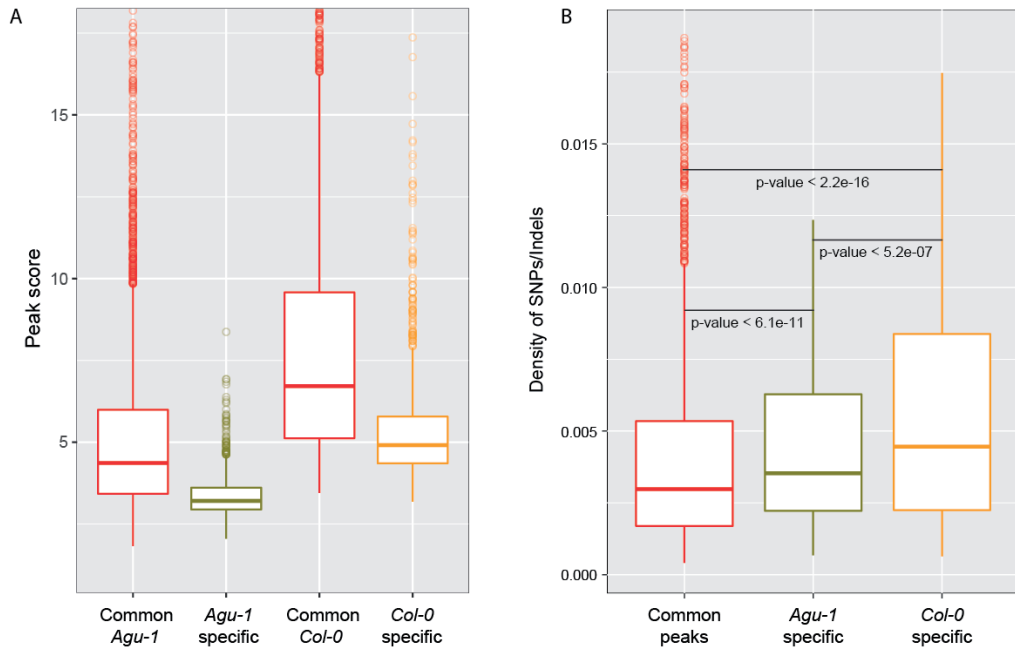 A
Peak score
15
10
5
Common
Agu-1
Agu-1
specific
Common
Col-0
Col-0
specific
B
Density of SNPs/Indels
0.015
0.010
0.005
0.000
p-value < 2.2e-16
p-value < 5.2e-07
p-value < 6.1e-11
Common
peaks
Agu-1
specific
Col-0
specific